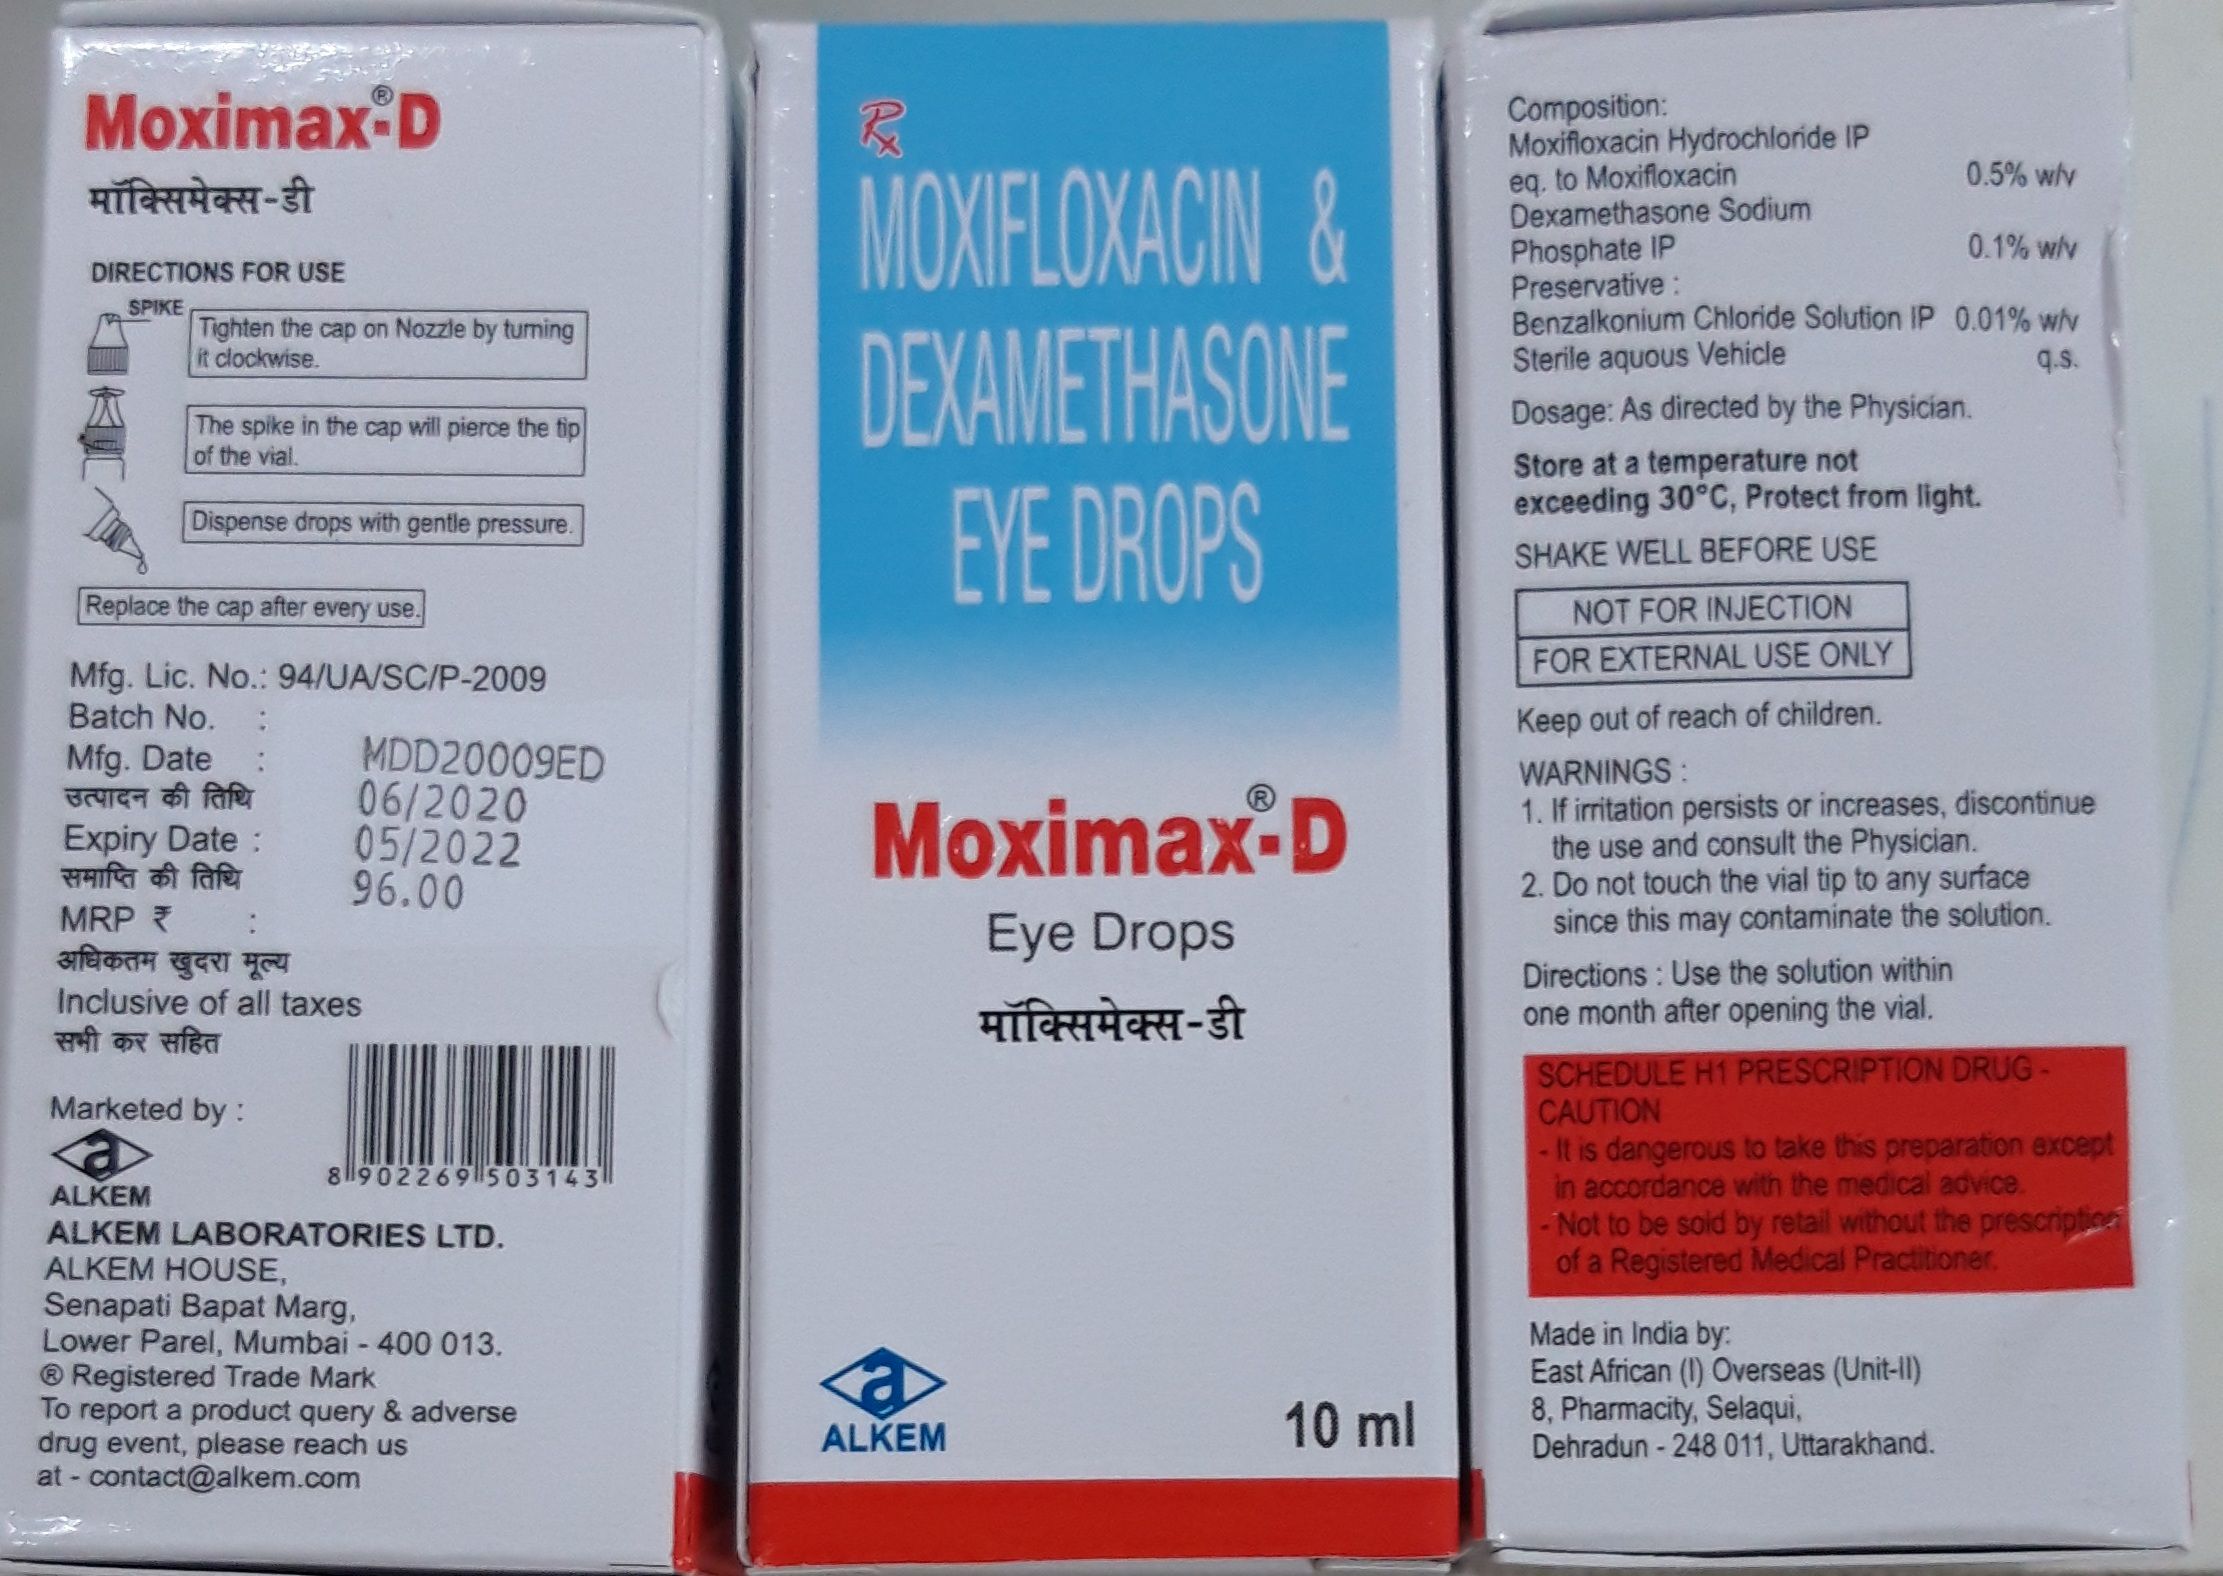 Moximax®-D
मॉक्सिमेक्स-डी
DIRECTIONS FOR USE
SPIKE
Tighten the cap on Nozzle by turning
it clockwise.
The spike in the cap will pierce the tip
of the vial.
Dispense drops with gentle pressure.
Replace the cap after every use.
Mfg. Lic. No.: 94/UA/SC/P-2009
Batch No. :
Mfg. Date : MDD20009ED
उत्पादन की तिथि 06/2020
Expiry Date : 05/2022
समाप्ति की तिथि 96.00
MRP ₹ :
अधिकतम खुदरा मूल्य
Inclusive of all taxes
सभी कर सहित
Marketed by :
8 902269 503143
a
ALKEM
ALKEM LABORATORIES LTD.
ALKEM HOUSE,
Senapati Bapat Marg,
Lower Parel, Mumbai - 400 013.
® Registered Trade Mark
To report a product query & adverse
drug event, please reach us
at - contact@alkem.com
Rx
MOXIFLOXACIN &
DEXAMETHASONE
EYE DROPS
Moximax®-D
Eye Drops
मॉक्सिमेक्स-डी
a
ALKEM
10 ml
Composition:
Moxifloxacin Hydrochloride IP
eq. to Moxifloxacin 0.5% w/v
Dexamethasone Sodium
Phosphate IP 0.1% w/v
Preservative :
Benzalkonium Chloride Solution IP 0.01% w/v
Sterile aquous Vehicle q.s.
Dosage: As directed by the Physician.
Store at a temperature not
exceeding 30°C, Protect from light.
SHAKE WELL BEFORE USE
NOT FOR INJECTION
FOR EXTERNAL USE ONLY
Keep out of reach of children.
WARNINGS :
1. If irritation persists or increases, discontinue
the use and consult the Physician.
2. Do not touch the vial tip to any surface
since this may contaminate the solution.
Directions : Use the solution within
one month after opening the vial.
SCHEDULE H1 PRESCRIPTION DRUG -
CAUTION
- It is dangerous to take this preparation except
in accordance with the medical advice.
- Not to be sold by retail without the prescription
of a Registered Medical Practitioner.
Made in India by:
East African (I) Overseas (Unit-II)
8, Pharmacity, Selaqui,
Dehradun - 248 011, Uttarakhand.